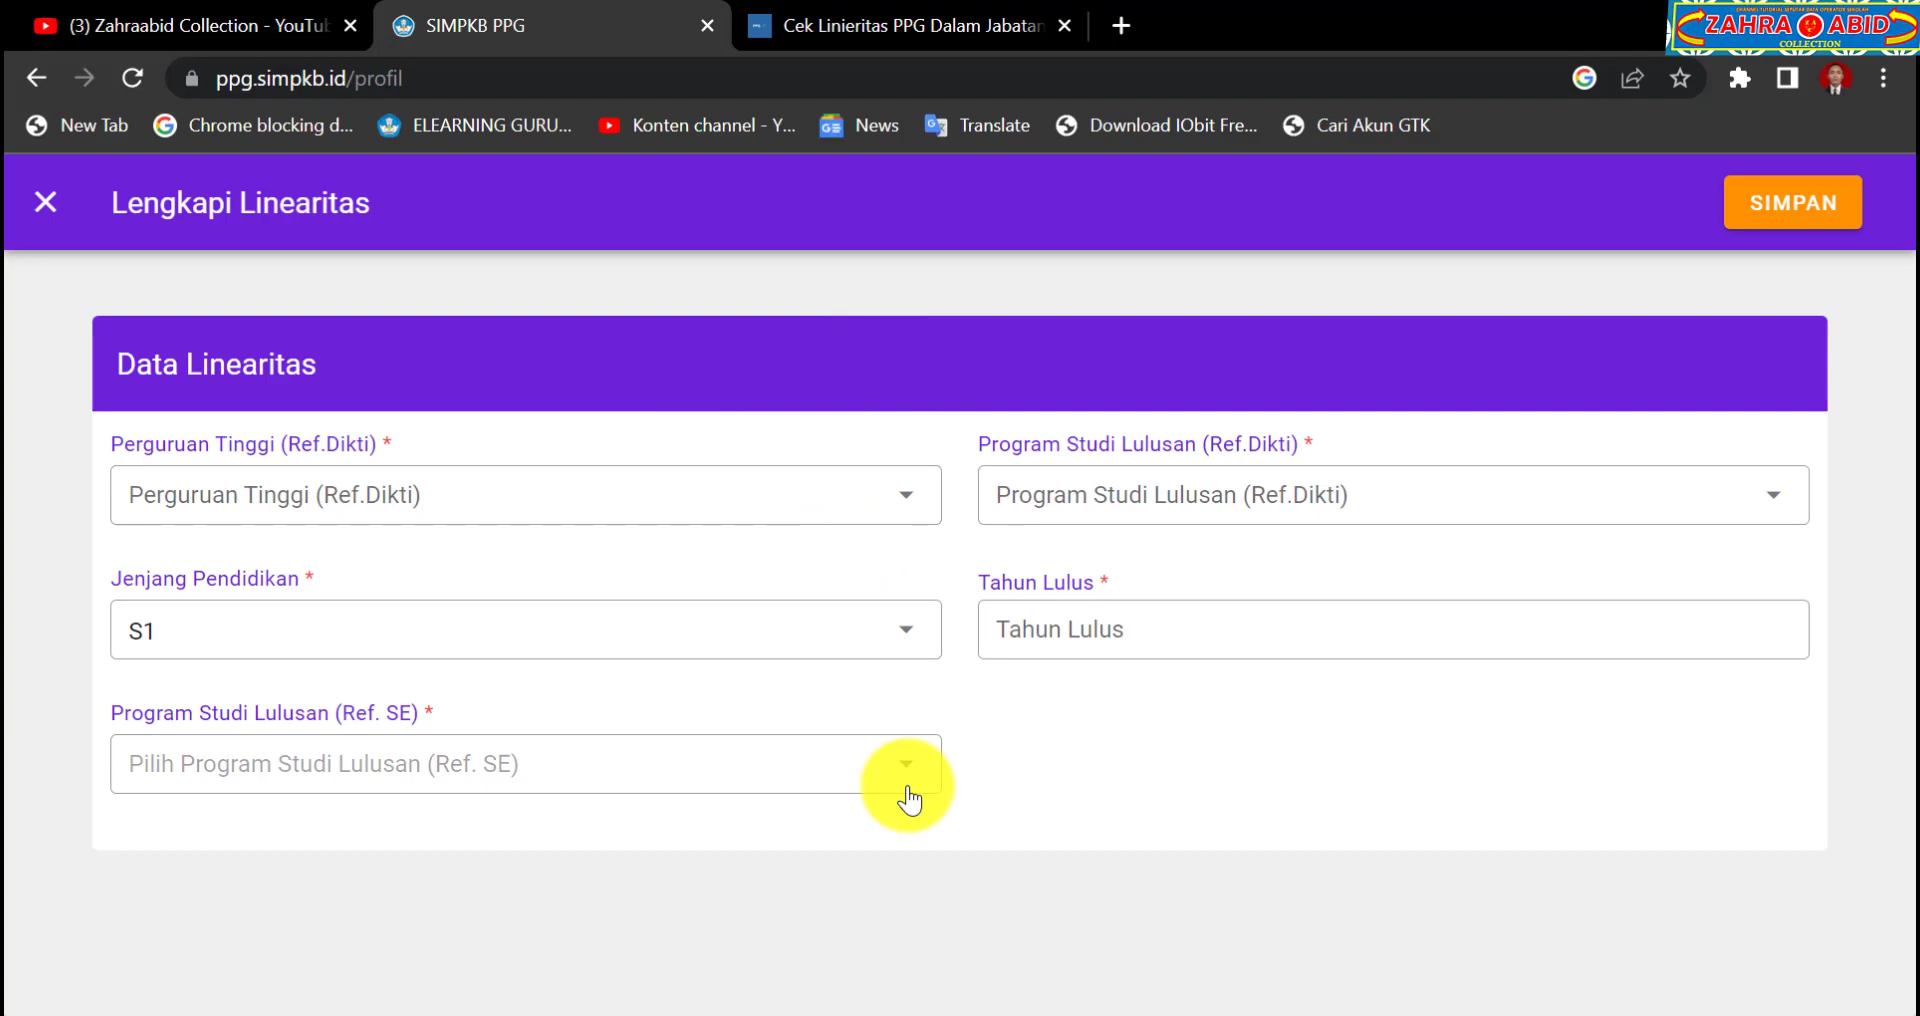 (3) Zahraabid Collection - YouTub
SIMPKB PPG
Cek Linieritas PPG Dalam Jabatan
ZAHRA ABID
COLLECTION
ppg.simpkb.id/profil
New Tab
Chrome blocking d...
ELEARNING GURU...
Konten channel - Y...
News
Translate
Download IObit Fre...
Cari Akun GTK
Lengkapi Linearitas
SIMPAN
Data Linearitas
Perguruan Tinggi (Ref.Dikti) *
Program Studi Lulusan (Ref.Dikti) *
Perguruan Tinggi (Ref.Dikti)
Program Studi Lulusan (Ref.Dikti)
Jenjang Pendidikan *
Tahun Lulus *
S1
Tahun Lulus
Program Studi Lulusan (Ref. SE) *
Pilih Program Studi Lulusan (Ref. SE)